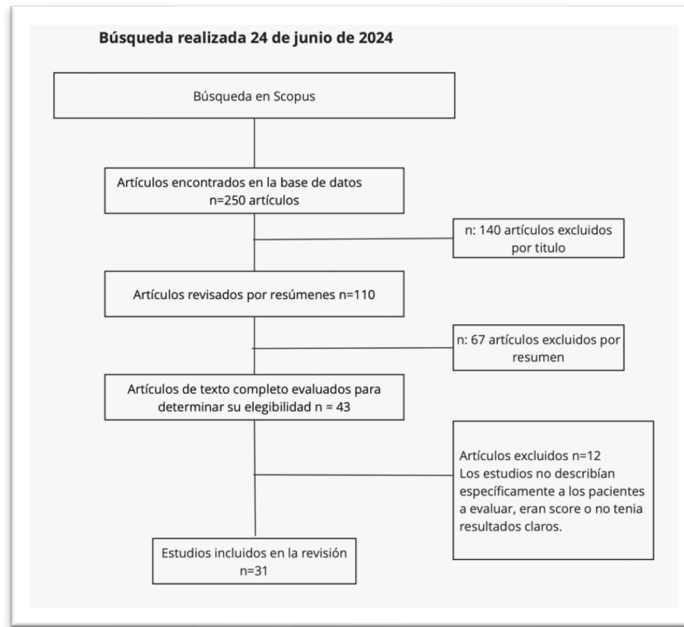 Búsqueda realizada 24 de junio de 2024
Búsqueda en Scopus
Artículos encontrados en la base de datos
n=250 artículos
n: 140 artículos excluidos
por titulo
Artículos revisados por resúmenes n=110
n: 67 artículos excluidos por
resumen
Artículos de texto completo evaluados para
determinar su elegibilidad n = 43
Artículos excluidos n=12
Los estudios no describían
específicamente a los pacientes
a evaluar, eran score o no tenia
resultados claros.
Estudios incluidos en la revisión
n=31